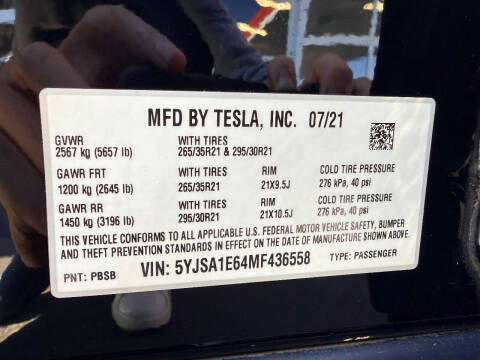 MFD BY TESLA, INC. 07/21
GVWR WITH TIRES
2567 kg (5657 lb) 265/35R21 & 295/30R21
GAWR FRT WITH TIRES RIM COLD TIRE PRESSURE
1200 kg (2645 lb) 265/35R21 21X9.5J 276 kPa, 40 psi
GAWR RR WITH TIRES RIM COLD TIRE PRESSURE
1450 kg (3196 lb) 295/30R21 21X10.5J 276 kPa, 40 psi
THIS VEHICLE CONFORMS TO ALL APPLICABLE U.S. FEDERAL MOTOR VEHICLE SAFETY, BUMPER
AND THEFT PREVENTION STANDARDS IN EFFECT ON THE DATE OF MANUFACTURE SHOWN ABOVE.
PNT: PBSB VIN: 5YJSA1E64MF436558 TYPE: PASSENGER